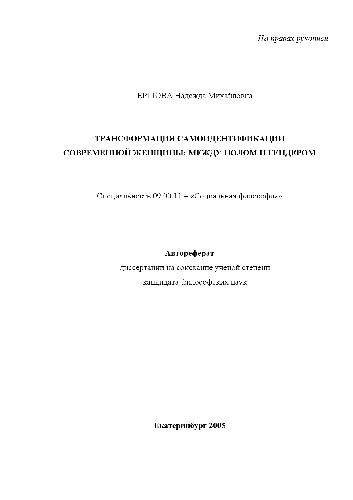 На правах рукописи
Надежда Михайловна
ТРАНСФОРМАЦИЯ САМОИДЕНТИФИКАЦИИ
СОВРЕМЕННОЙ ЖЕНЩИНЫ: МЕЖДУ ПОЛОМ И ГЕНДЕРОМ
Специальность 09.00.11 – «Социальная философия»
Автореферат
диссертации на соискание ученой степени
кандидата философских наук
Екатеринбург 2005